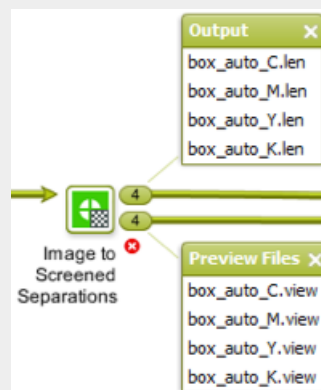 Output
box_auto_C.len
box_auto_M.len
box_auto_Y.len
box_auto_K.len
4
4
Image to
Screened
Separations
Preview Files
box_auto_C.view
box_auto_M.view
box_auto_Y.view
box_auto_K.view